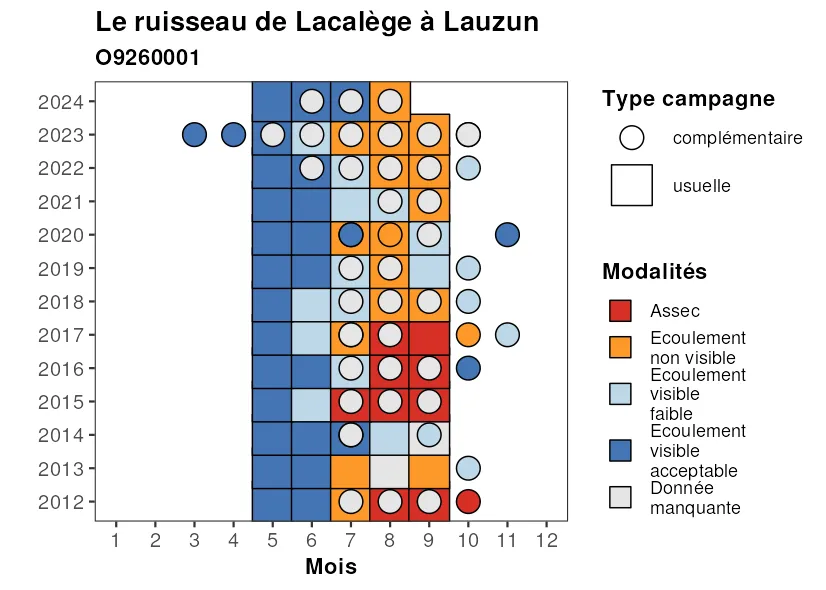 Le ruisseau de Lacalège à Lauzun
O9260001
2024
2023
2022
2021
2020
2019
2018
2017
2016
2015
2014
2013
2012
1 2 3 4 5 6 7 8 9 10 11 12
Mois
Type campagne
complémentaire
usuelle
Modalités
Assec
Ecoulement
non visible
Ecoulement
visible
faible
Ecoulement
visible
acceptable
Donnée
manquante